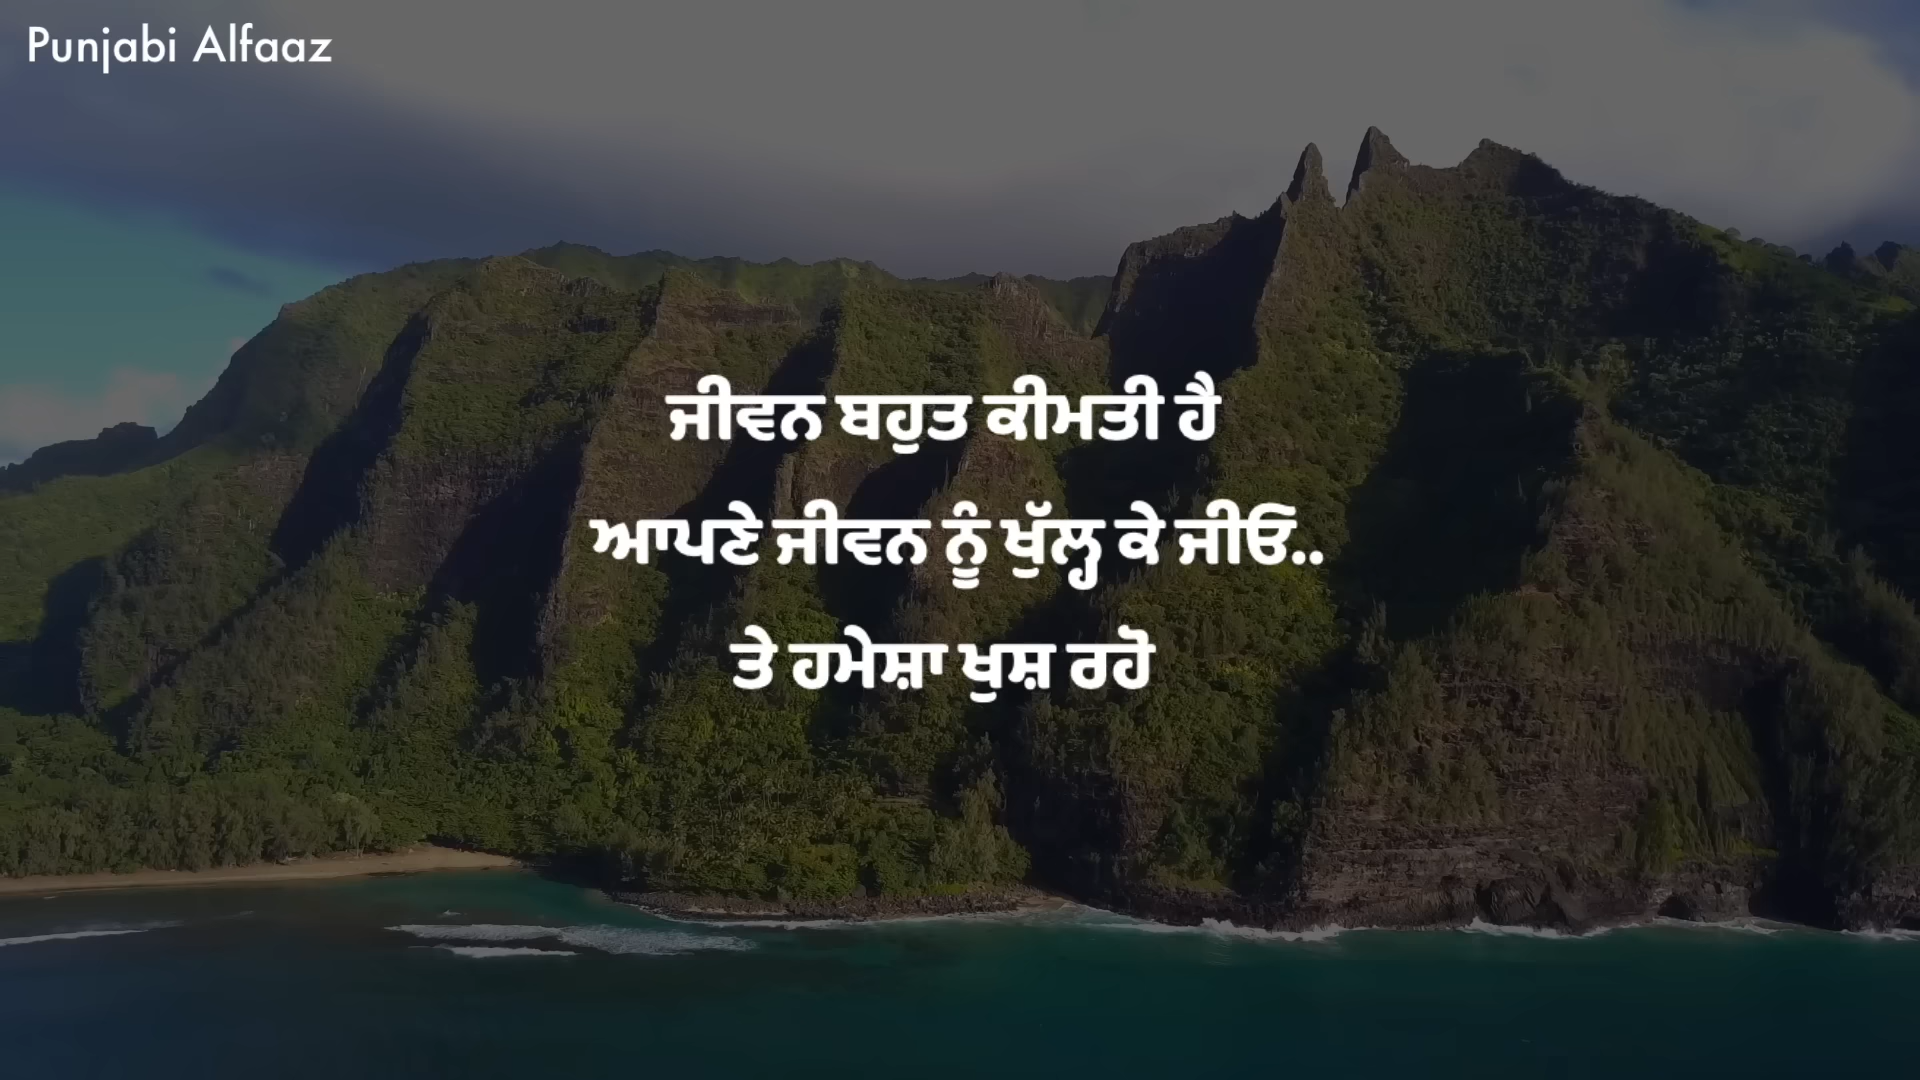 Punjabi Alfaaz
ਜੀਵਨ ਬਹੁਤ ਕੀਮਤੀ ਹੈ
ਆਪਣੇ ਜੀਵਨ ਨੂੰ ਖੁੱਲ੍ਹ ਕੇ ਜੀਓ..
ਤੇ ਹਮੇਸ਼ਾ ਖੁਸ਼ ਰਹੋ